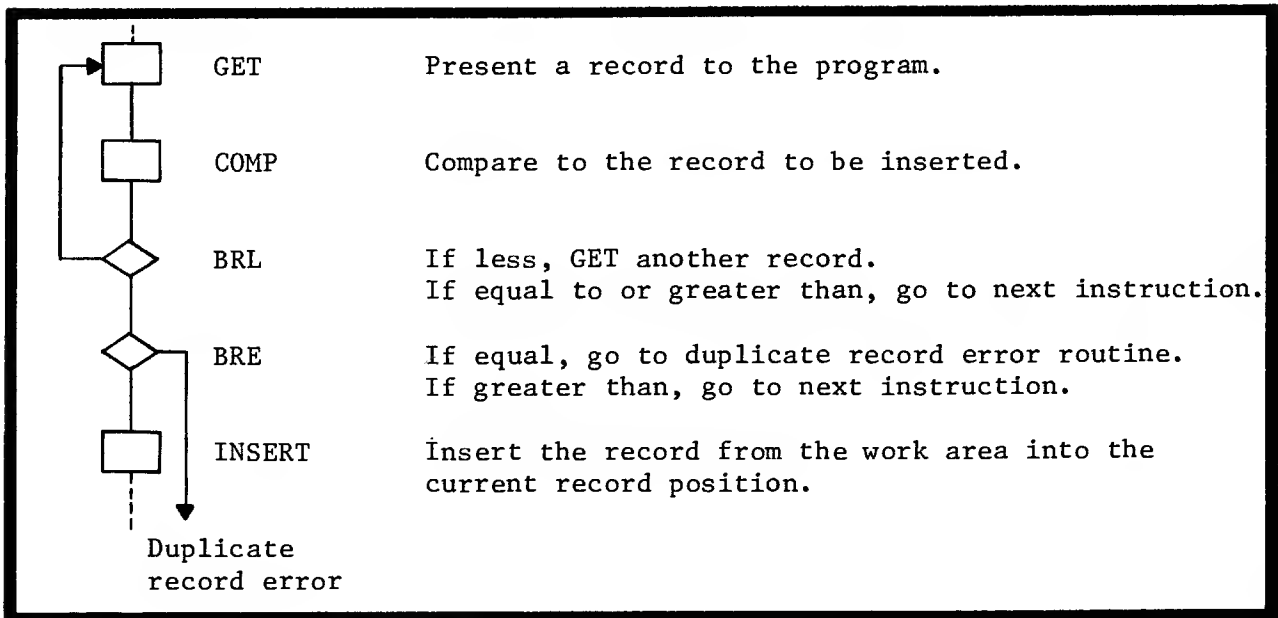 GET Present a record to the program.
COMP Compare to the record to be inserted.
BRL If less, GET another record.
If equal to or greater than, go to next instruction.
BRE If equal, go to duplicate record error routine.
If greater than, go to next instruction.
INSERT Insert the record from the work area into the
current record position.
Duplicate
record error